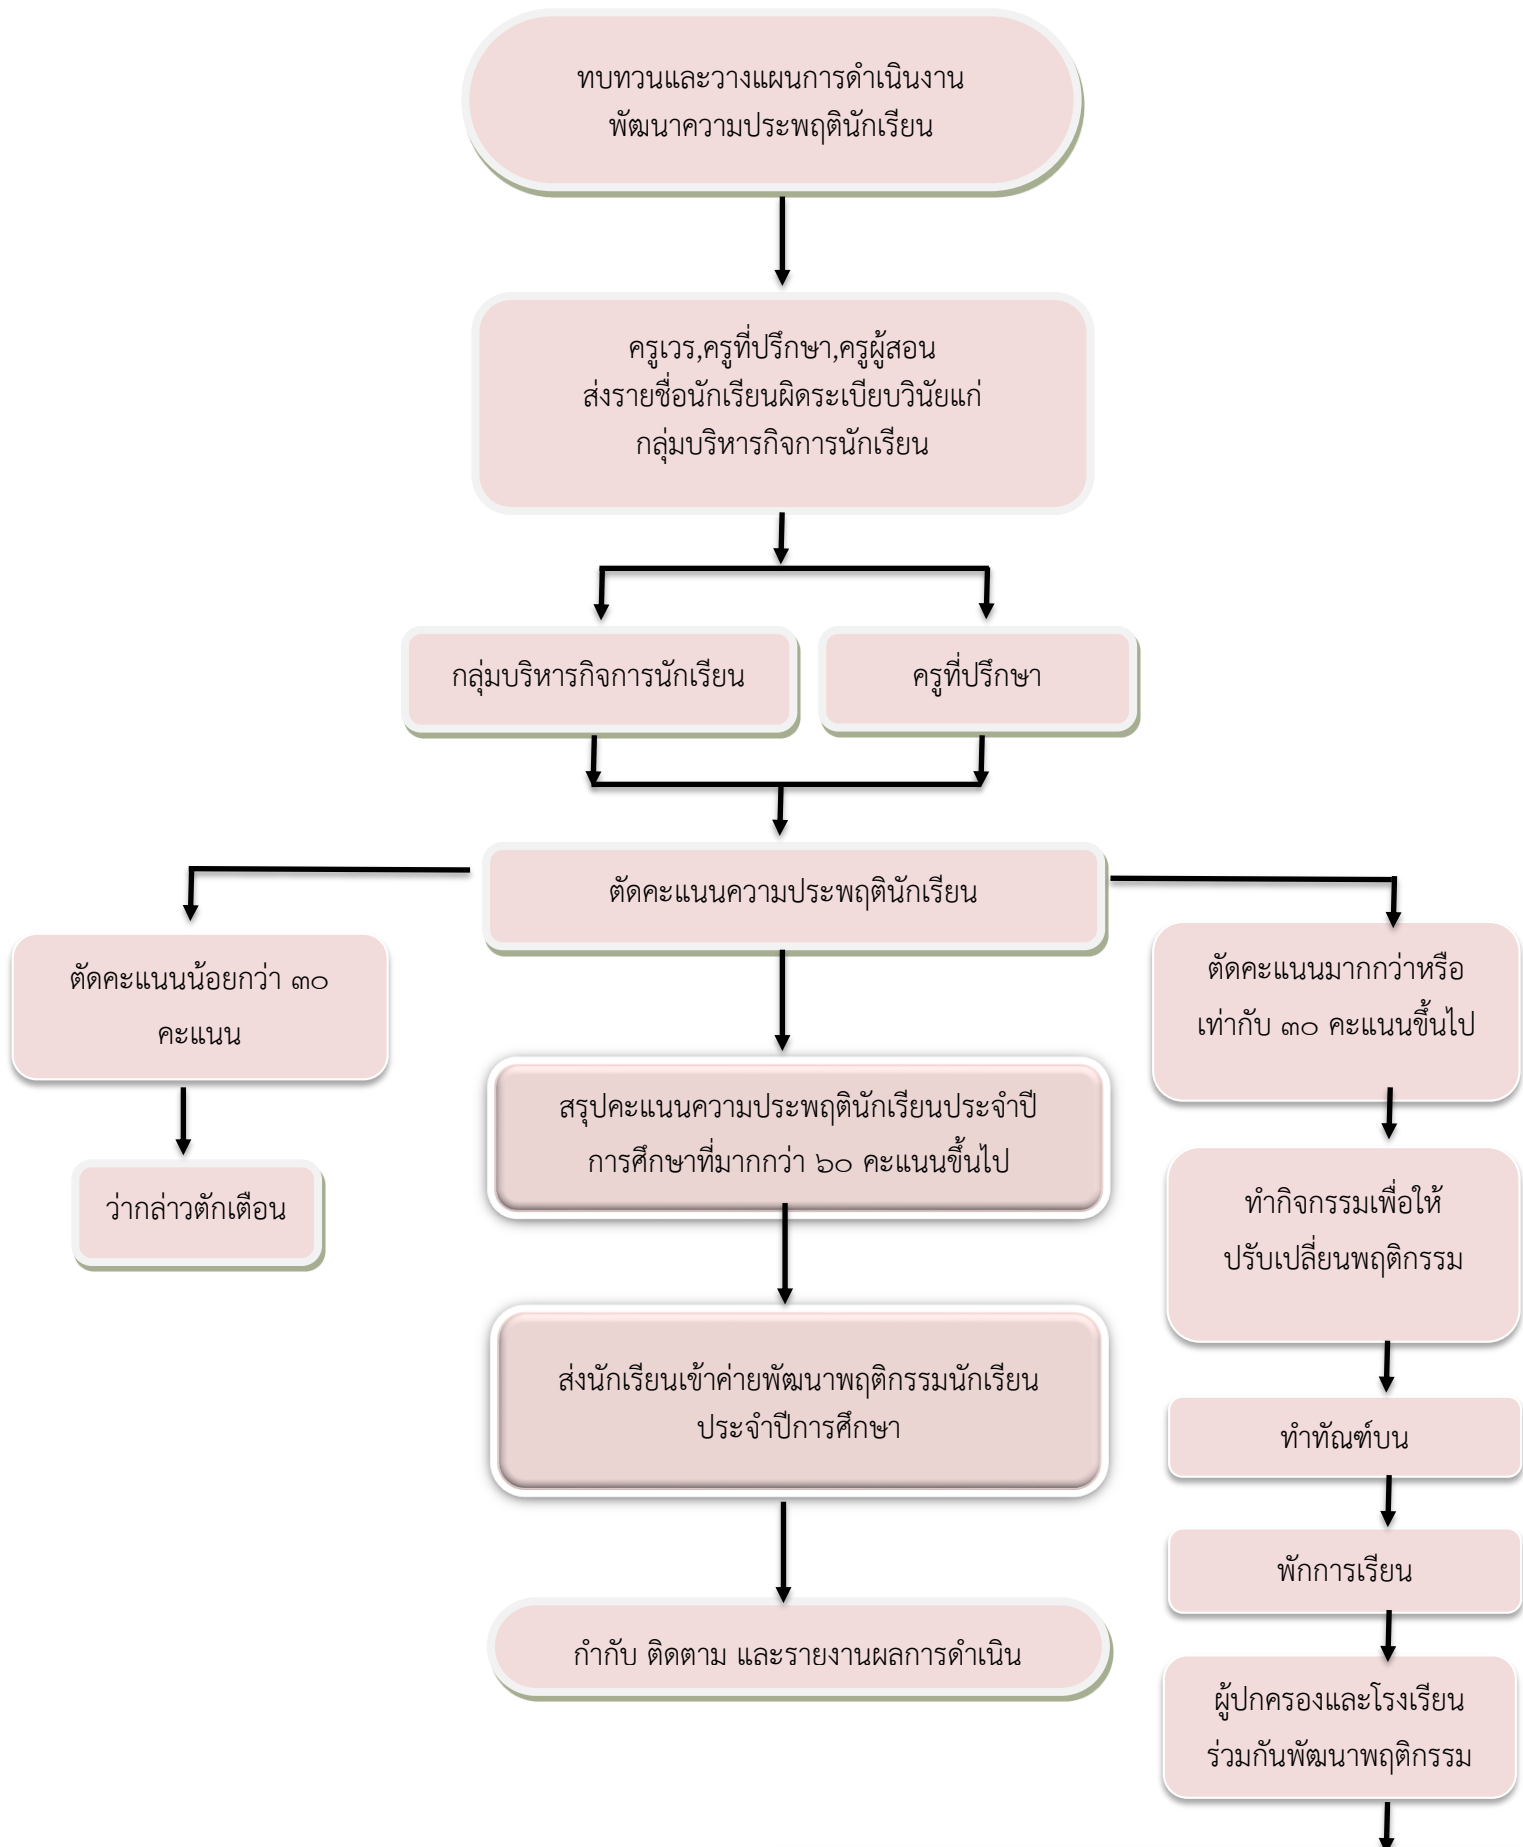 ทบทวนและวางแผนการดำเนินงาน
พัฒนาความประพฤตินักเรียน
ครูเวร,ครูที่ปรึกษา,ครูผู้สอน
ส่งรายชื่อนักเรียนผิดระเบียบวินัยแก่
กลุ่มบริหารกิจการนักเรียน
กลุ่มบริหารกิจการนักเรียน
ครูที่ปรึกษา
ตัดคะแนนความประพฤตินักเรียน
ตัดคะแนนน้อยกว่า ๓๐
คะแนน
ว่ากล่าวตักเตือน
สรุปคะแนนความประพฤตินักเรียนประจำปี
การศึกษาที่มากกว่า ๖๐ คะแนนขึ้นไป
ส่งนักเรียนเข้าค่ายพัฒนาพฤติกรรมนักเรียน
ประจำปีการศึกษา
กำกับ ติดตาม และรายงานผลการดำเนิน
ตัดคะแนนมากกว่าหรือ
เท่ากับ ๓๐ คะแนนขึ้นไป
ทำกิจกรรมเพื่อให้
ปรับเปลี่ยนพฤติกรรม
ทำทัณฑ์บน
พักการเรียน
ผู้ปกครองและโรงเรียน
ร่วมกันพัฒนาพฤติกรรม